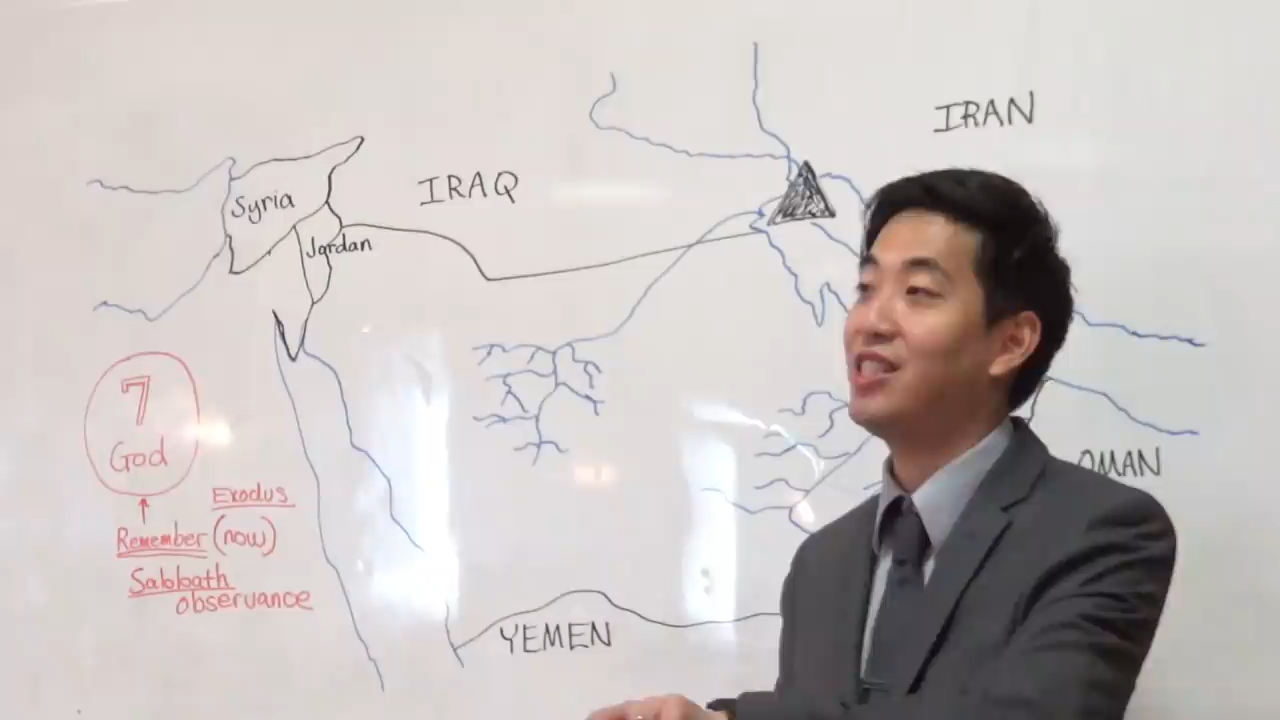 IRAN
IRAQ
Syria
Jordan
7
God
Exodus
Remember (now)
Sabbath
observance
OMAN
YEMEN